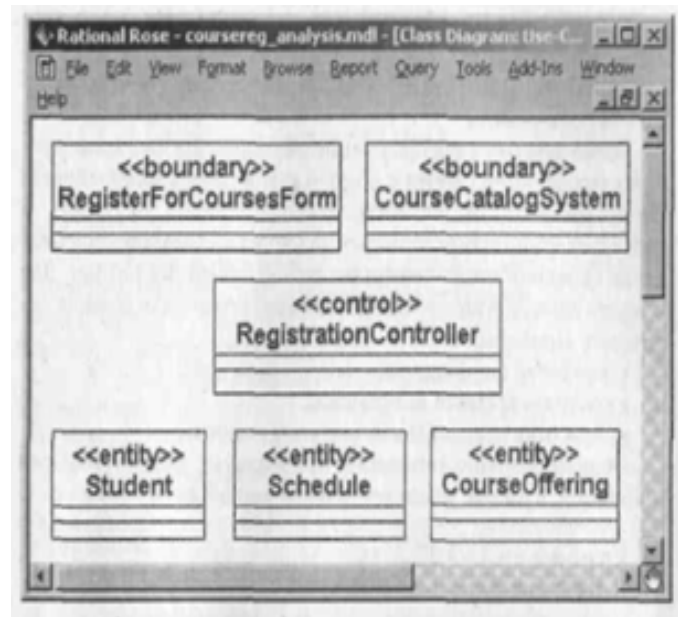 Rational Rose - coursereg_analysis.mdl - [Class Diagram: Use-C...
File Edit View Format Browse Report Query Tools Add-Ins Window
Help
<<boundary>>
RegisterForCoursesForm
<<boundary>>
CourseCatalogSystem
<<control>>
RegistrationController
<<entity>>
Student
<<entity>>
Schedule
<<entity>>
CourseOffering